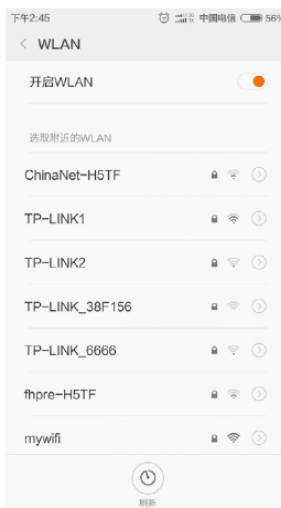 下午2:45 中国电信 56%
WLAN
开启WLAN
选取附近的WLAN
ChinaNet-H5TF
TP-LINK1
TP-LINK2
TP-LINK_38F156
TP-LINK_6666
fhpre-H5TF
mywifi
刷新